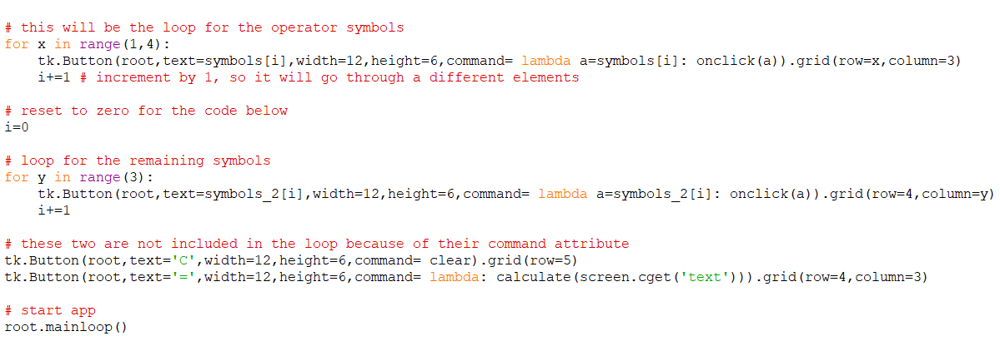 # this will be the loop for the operator symbols
for x in range(1,4):
    tk.Button(root,text=symbols[i],width=12,height=6,command= lambda a=symbols[i]: onclick(a)).grid(row=x,column=3)
    i+=1 # increment by 1, so it will go through a different elements

# reset to zero for the code below
i=0

# loop for the remaining symbols
for y in range(3):
    tk.Button(root,text=symbols_2[i],width=12,height=6,command= lambda a=symbols_2[i]: onclick(a)).grid(row=4,column=y)
    i+=1

# these two are not included in the loop because of their command attribute
tk.Button(root,text='C',width=12,height=6,command= clear).grid(row=5)
tk.Button(root,text='=',width=12,height=6,command= lambda: calculate(screen.cget('text'))).grid(row=4,column=3)

# start app
root.mainloop()